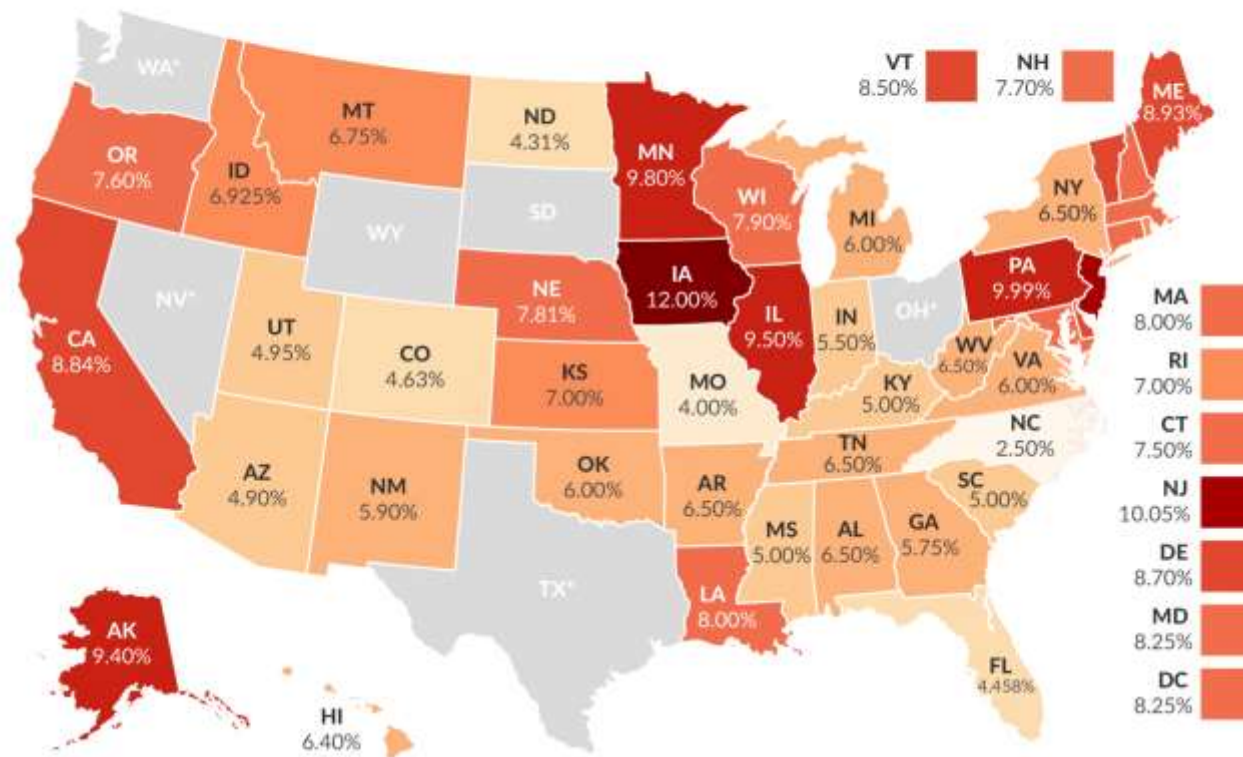 WA*
VT
8.50%
NH
7.70%
ME
8.93%
MT
6.75%
ND
4.31%
MN
9.80%
OR
7.60%
ID
6.925%
WI
7.90%
NY
6.50%
SD
MI
6.00%
WY
PA
9.99%
IA
12.00%
NE
7.81%
NV*
OH*
MA
8.00%
IL
9.50%
IN
5.50%
CA
8.84%
UT
4.95%
CO
4.63%
WV
6.50%
VA
6.00%
RI
7.00%
KS
7.00%
MO
4.00%
KY
5.00%
NC
2.50%
CT
7.50%
TN
6.50%
AZ
4.90%
NM
5.90%
OK
6.00%
AR
6.50%
SC
5.00%
NJ
10.05%
MS
5.00%
AL
6.50%
GA
5.75%
DE
8.70%
TX*
LA
8.00%
MD
8.25%
AK
9.40%
FL
4.458%
DC
8.25%
HI
6.40%